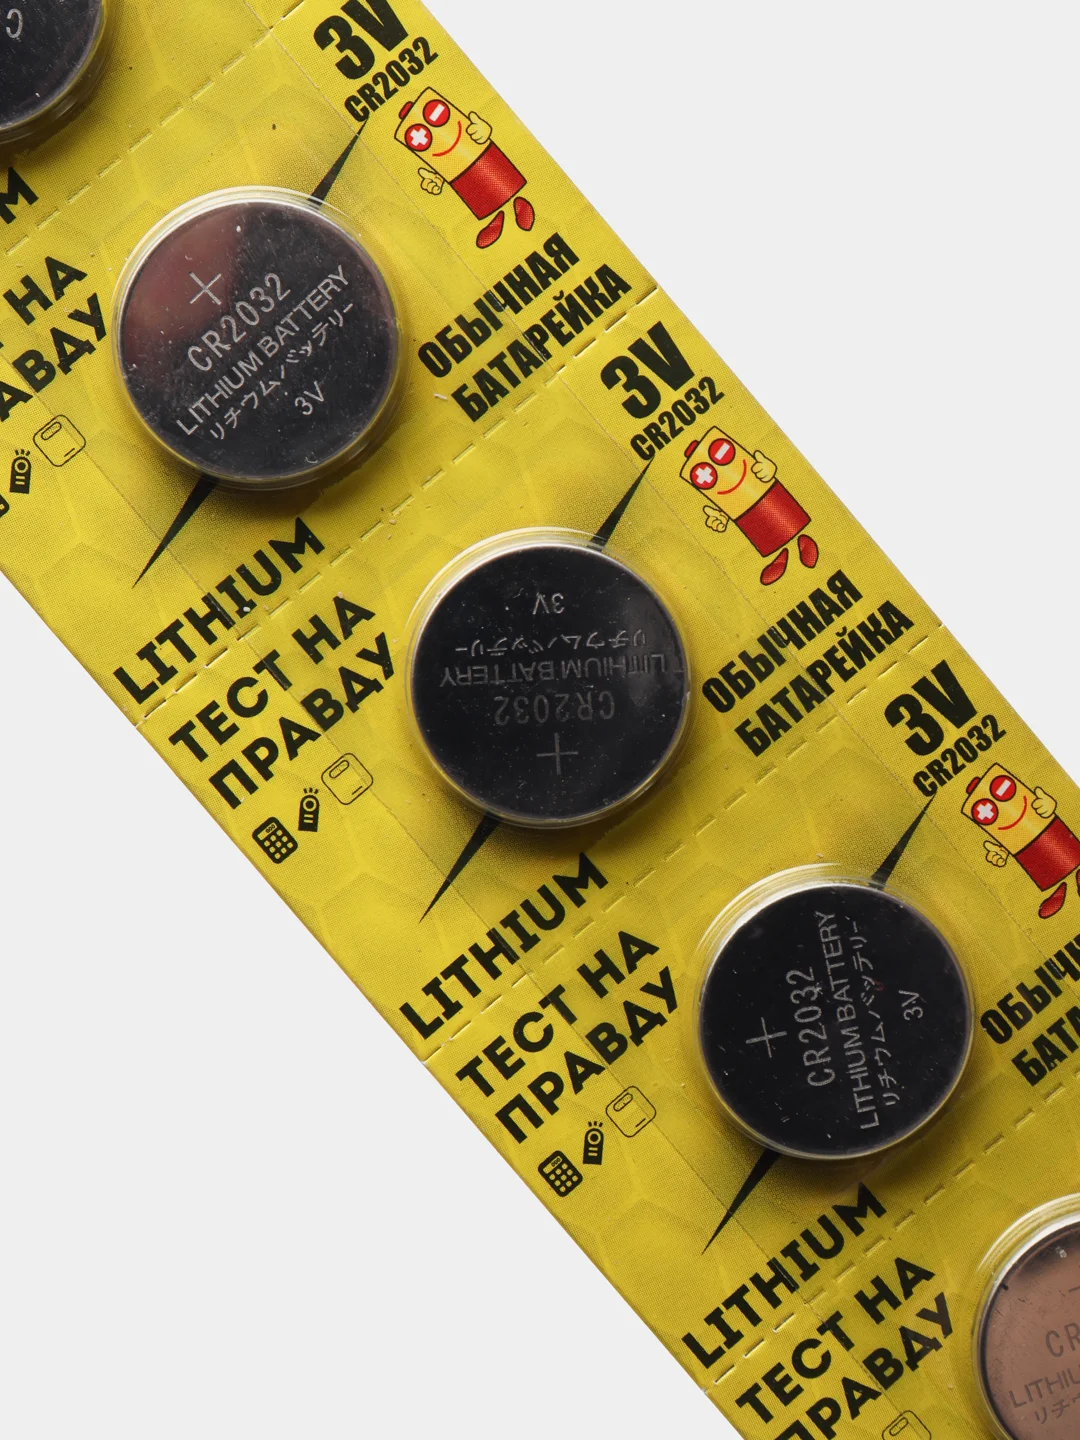 3V
CR2032
CR2032
LITHIUM BATTERY
リチウムバッテリー
3V
ОБЫЧНАЯ
БАТАРЕЙКА
НА
АВДУ
LITHIUM
3V
CR2032
CR2032
LITHIUM BATTERY
リチウムバッテリー
3V
ОБЫЧНАЯ
БАТАРЕЙКА
ТЕСТ НА
ПРАВДУ
LITHIUM
3V
CR2032
CR2032
LITHIUM BATTERY
リチウムバッテリー
3V
ТЕСТ НА
ПРАВДУ
LITHIUM
ТЕСТ НА
ПРАВДУ